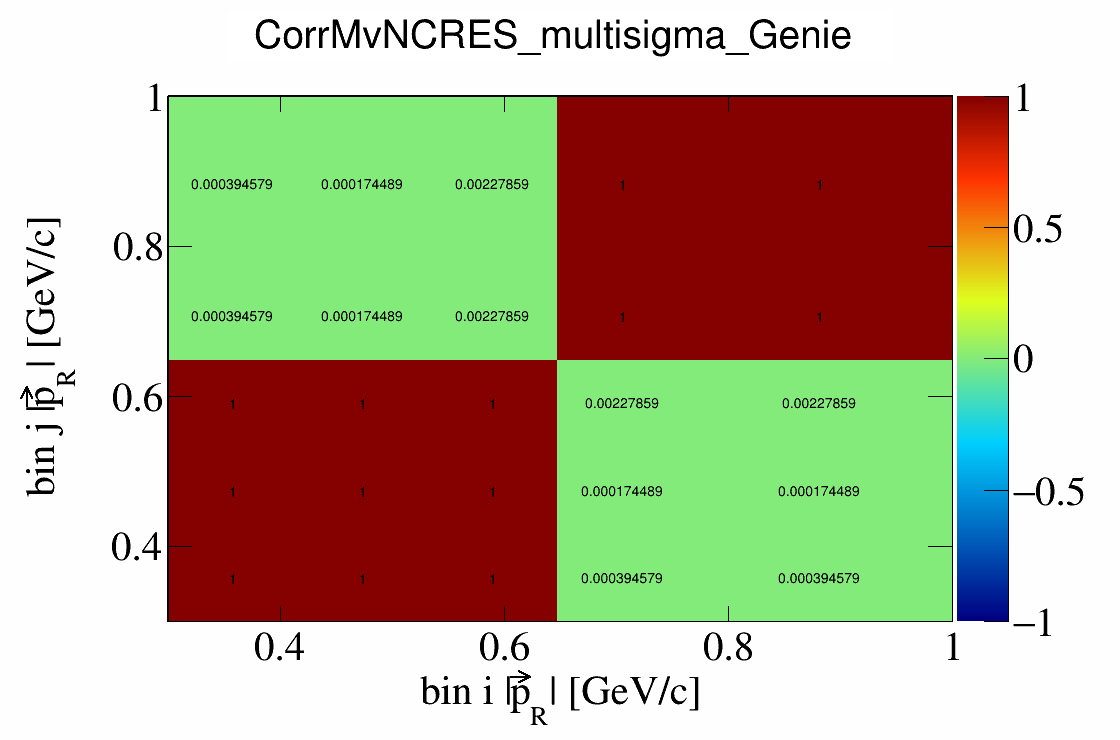 CorrMvNCRES_multisigma_Genie
1
0.8
0.6
0.4
bin j |p⃗_R| [GeV/c]
0.000394579 0.000174489 0.00227859 1 1
0.000394579 0.000174489 0.00227859 1 1
1 1 1 0.00227859 0.00227859
1 1 1 0.000174489 0.000174489
1 1 1 0.000394579 0.000394579
1
0.5
0
−0.5
−1
0.4 0.6 0.8 1
bin i |p⃗_R| [GeV/c]